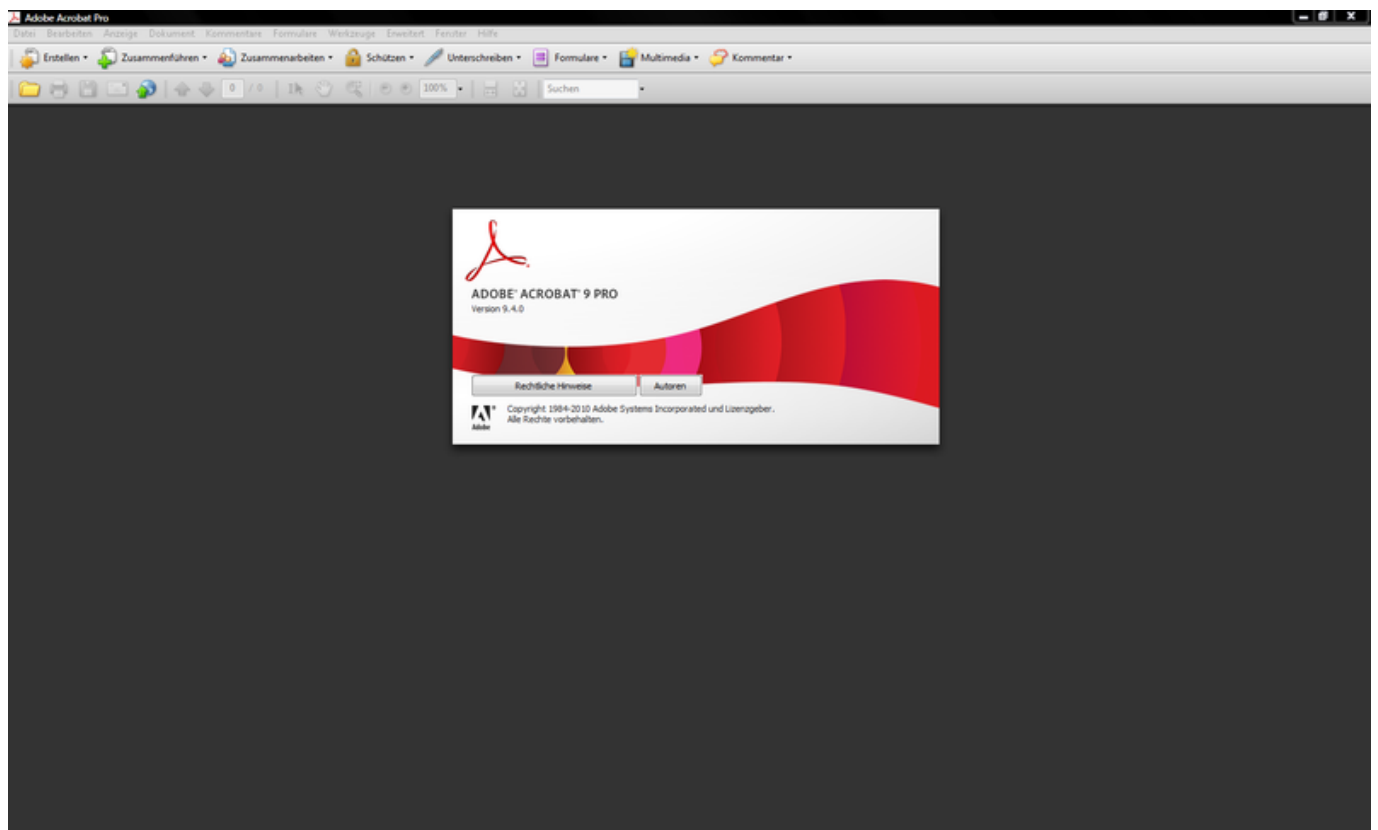 Adobe Acrobat Pro
Datei Bearbeiten Anzeige Dokument Kommentare Formulare Werkzeuge Erweitert Fenster Hilfe
Erstellen Zusammenführen Zusammenarbeiten Schützen Unterschreiben Formulare Multimedia Kommentar
0 / 0 100% Suchen
ADOBE® ACROBAT® 9 PRO
Version 9.4.0
Rechtliche Hinweise Autoren
Copyright 1984-2010 Adobe Systems Incorporated und Lizenzgeber.
Alle Rechte vorbehalten.
Adobe